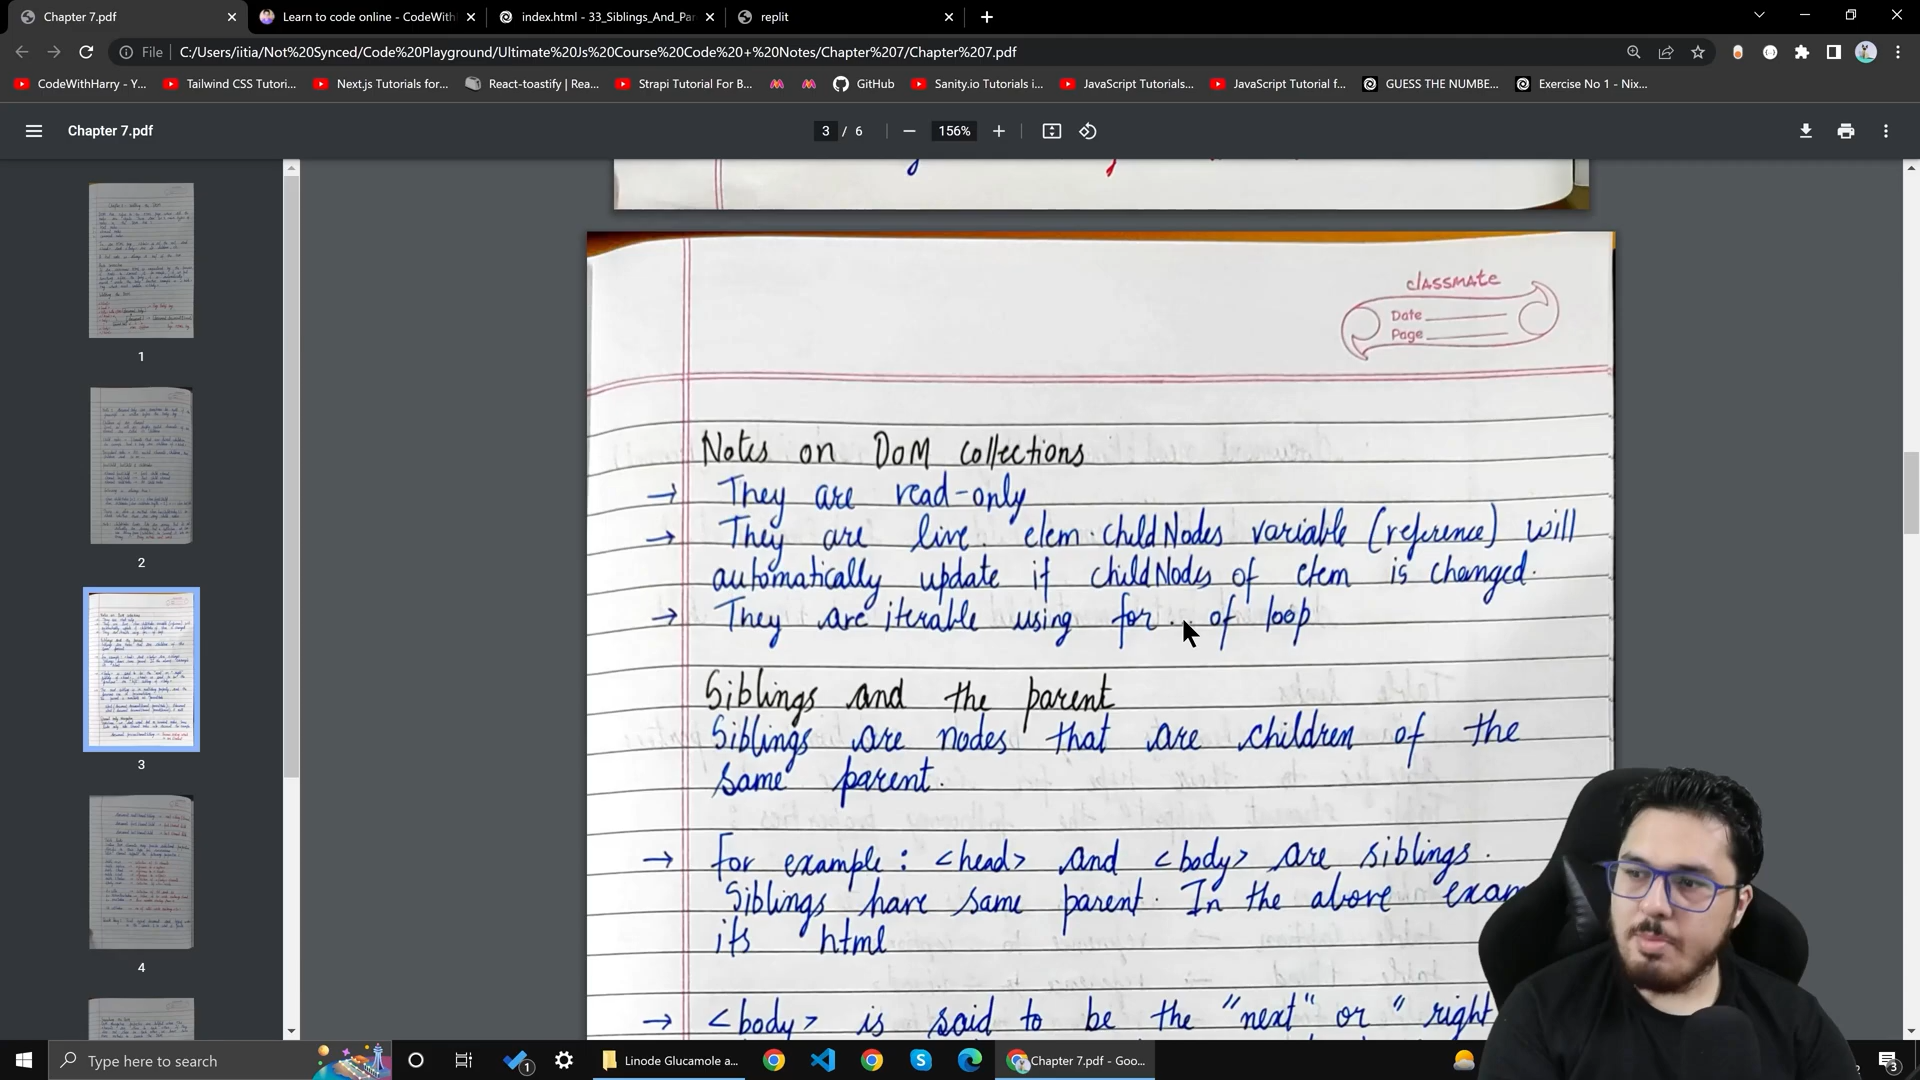 Chapter 7.pdf
Learn to code online - CodeWith
index.html - 33_Siblings_And_Par
replit
File
C:/Users/iitia/Not%20Synced/Code%20Playground/Ultimate%20Js%20Course%20Code%20+%20Notes/Chapter%207/Chapter%207.pdf
CodeWithHarry - Y...
Tailwind CSS Tutori...
Next.js Tutorials for...
React-toastify | Rea...
Strapi Tutorial For B...
GitHub
Sanity.io Tutorials i...
JavaScript Tutorials...
JavaScript Tutorial f...
GUESS THE NUMBE...
Exercise No 1 - Nix...
Chapter 7.pdf
3 / 6
156%
1
2
3
4
classmate
Date
Page
Notes on DOM collections
→ They are read-only
→ They are live. elem.childNodes variable (reference) will
automatically update if childNodes of elem is changed.
→ They are iterable using for..of loop
Siblings and the parent
Siblings are nodes that are children of the
same parent.
→ For example: <head> and <body> are siblings.
Siblings have same parent. In the above exam
its html
→ <body> is said to be the "next" or "right
Type here to search
1
Linode Glucamole a...
Chapter 7.pdf - Goo...
3